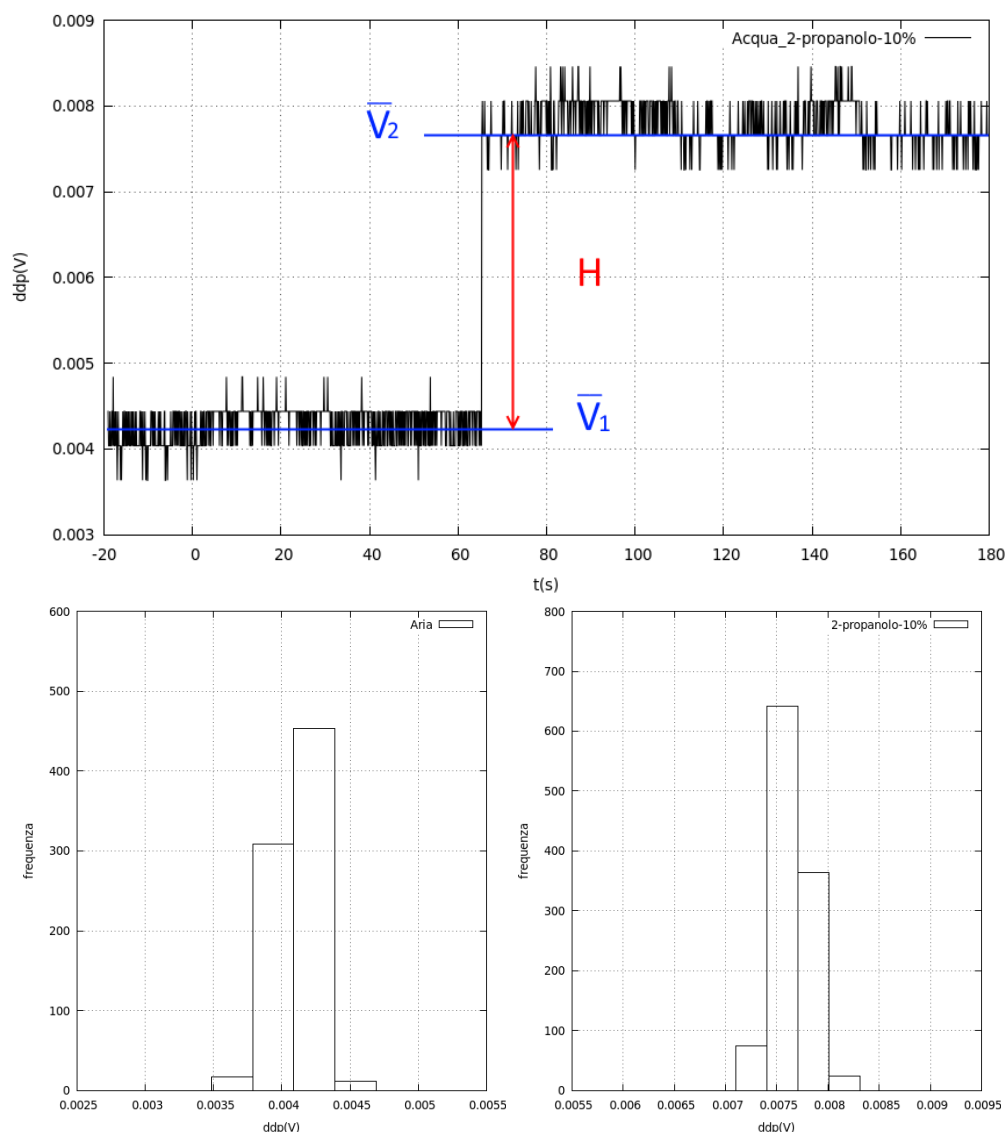 0.009
Acqua_2-propanolo-10%
V2
0.008
0.007
ddp(V)
H
0.006
0.005
V1
0.004
0.003
-20 0 20 40 60 80 100 120 140 160 180
t(s)
600
Aria
500
400
frequenza
300
200
100
0
0.0025 0.003 0.0035 0.004 0.0045 0.005 0.0055
ddp(V)
800
2-propanolo-10%
700
600
500
frequenza
400
300
200
100
0
0.0055 0.006 0.0065 0.007 0.0075 0.008 0.0085 0.009 0.0095
ddp(V)